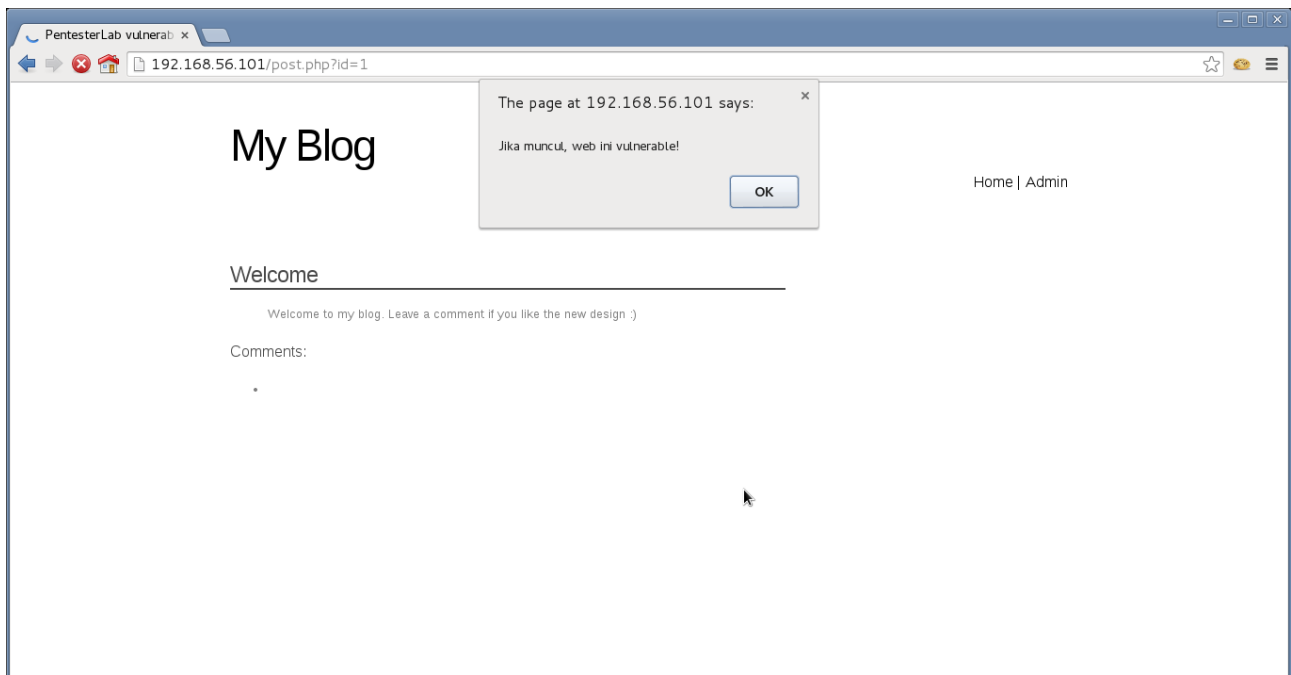 PentesterLab vulnerab
192.168.56.101/post.php?id=1
The page at 192.168.56.101 says:
Jika muncul, web ini vulnerable!
OK
My Blog
Home | Admin
Welcome
Welcome to my blog. Leave a comment if you like the new design :)
Comments: